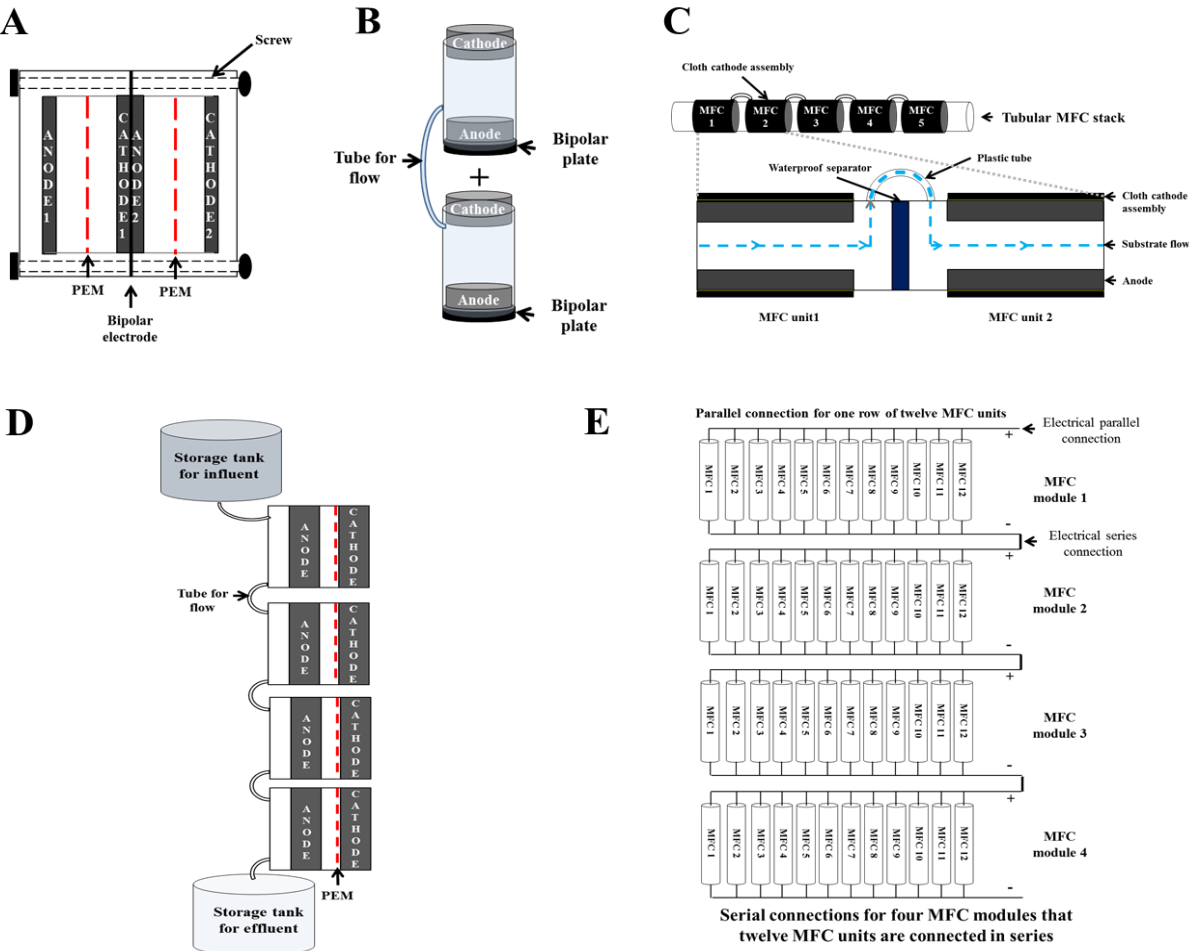 A
Screw
ANODE1
CATHODE1
ANODE2
CATHODE2
PEM
PEM
Bipolar
electrode
B
Cathode
Anode
Bipolar
plate
Tube for
flow
+
Cathode
Anode
Bipolar
plate
C
Cloth cathode assembly
MFC
1
MFC
2
MFC
3
MFC
4
MFC
5
Tubular MFC stack
Plastic tube
Waterproof separator
Cloth cathode
assembly
Substrate flow
Anode
MFC unit1
MFC unit 2
D
Storage tank
for influent
ANODE
CATHODE
Tube for
flow
ANODE
CATHODE
ANODE
CATHODE
ANODE
CATHODE
PEM
Storage tank
for effluent
E
Parallel connection for one row of twelve MFC units
+
Electrical parallel
connection
MFC 1
MFC 2
MFC 3
MFC 4
MFC 5
MFC 6
MFC 7
MFC 8
MFC 9
MFC 10
MFC 11
MFC 12
MFC
module 1
-
Electrical series
connection
+
MFC 1
MFC 2
MFC 3
MFC 4
MFC 5
MFC 6
MFC 7
MFC 8
MFC 9
MFC 10
MFC 11
MFC 12
MFC
module 2
-
+
MFC 1
MFC 2
MFC 3
MFC 4
MFC 5
MFC 6
MFC 7
MFC 8
MFC 9
MFC 10
MFC 11
MFC 12
MFC
module 3
-
+
MFC 1
MFC 2
MFC 3
MFC 4
MFC 5
MFC 6
MFC 7
MFC 8
MFC 9
MFC 10
MFC 11
MFC 12
MFC
module 4
-
Serial connections for four MFC modules that
twelve MFC units are connected in series